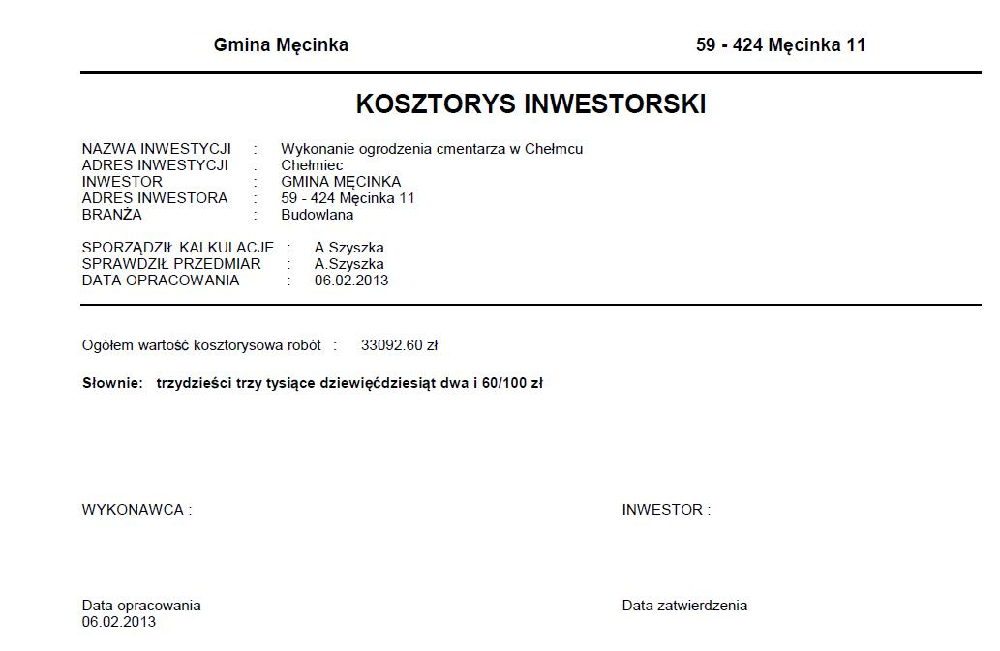 Gmina Męcinka 59 - 424 Męcinka 11
KOSZTORYS INWESTORSKI
NAZWA INWESTYCJI : Wykonanie ogrodzenia cmentarza w Chełmcu
ADRES INWESTYCJI : Chełmiec
INWESTOR : GMINA MĘCINKA
ADRES INWESTORA : 59 - 424 Męcinka 11
BRANŻA : Budowlana
SPORZĄDZIŁ KALKULACJE : A.Szyszka
SPRAWDZIŁ PRZEDMIAR : A.Szyszka
DATA OPRACOWANIA : 06.02.2013
Ogółem wartość kosztorysowa robót : 33092.60 zł
Słownie: trzydzieści trzy tysiące dziewięćdziesiąt dwa i 60/100 zł
WYKONAWCA : INWESTOR :
Data opracowania Data zatwierdzenia
06.02.2013